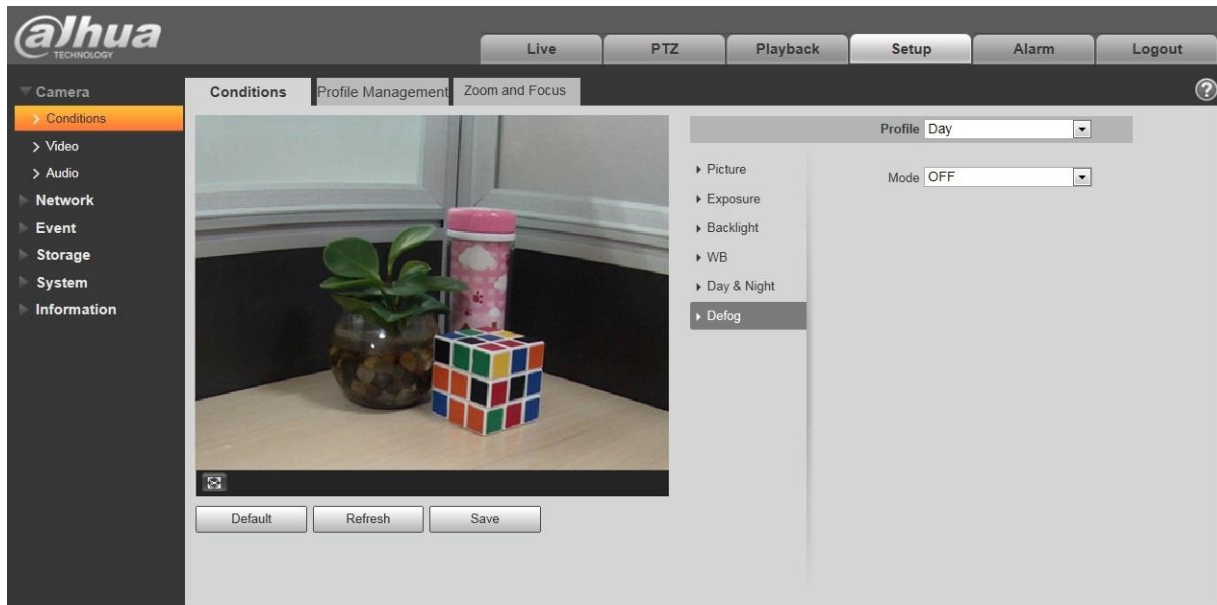 alhua
TECHNOLOGY
Live
PTZ
Playback
Setup
Alarm
Logout
Camera
Conditions
Video
Audio
Network
Event
Storage
System
Information
Conditions
Profile Management
Zoom and Focus
?
Profile Day
Picture
Exposure
Backlight
WB
Day & Night
Defog
Mode OFF
Default
Refresh
Save